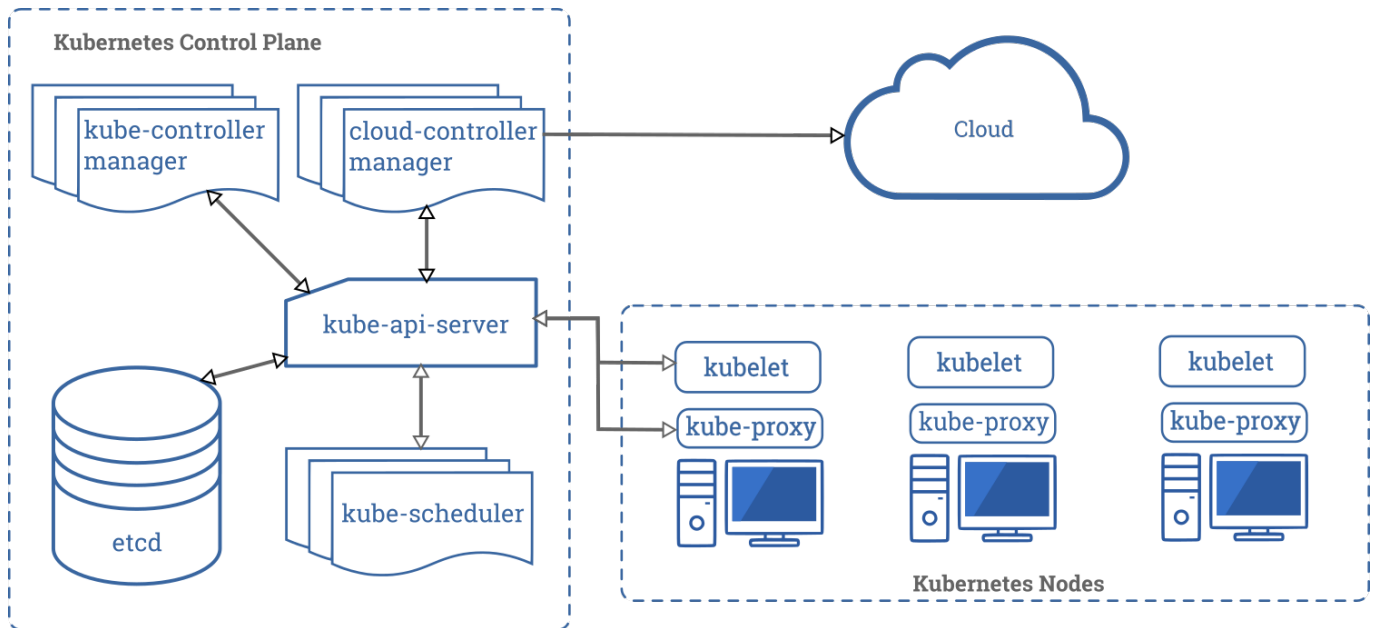 Kubernetes Control Plane
kube-controller
manager
cloud-controller
manager
Cloud
kube-api-server
etcd
kube-scheduler
kubelet
kube-proxy
kubelet
kube-proxy
kubelet
kube-proxy
Kubernetes Nodes